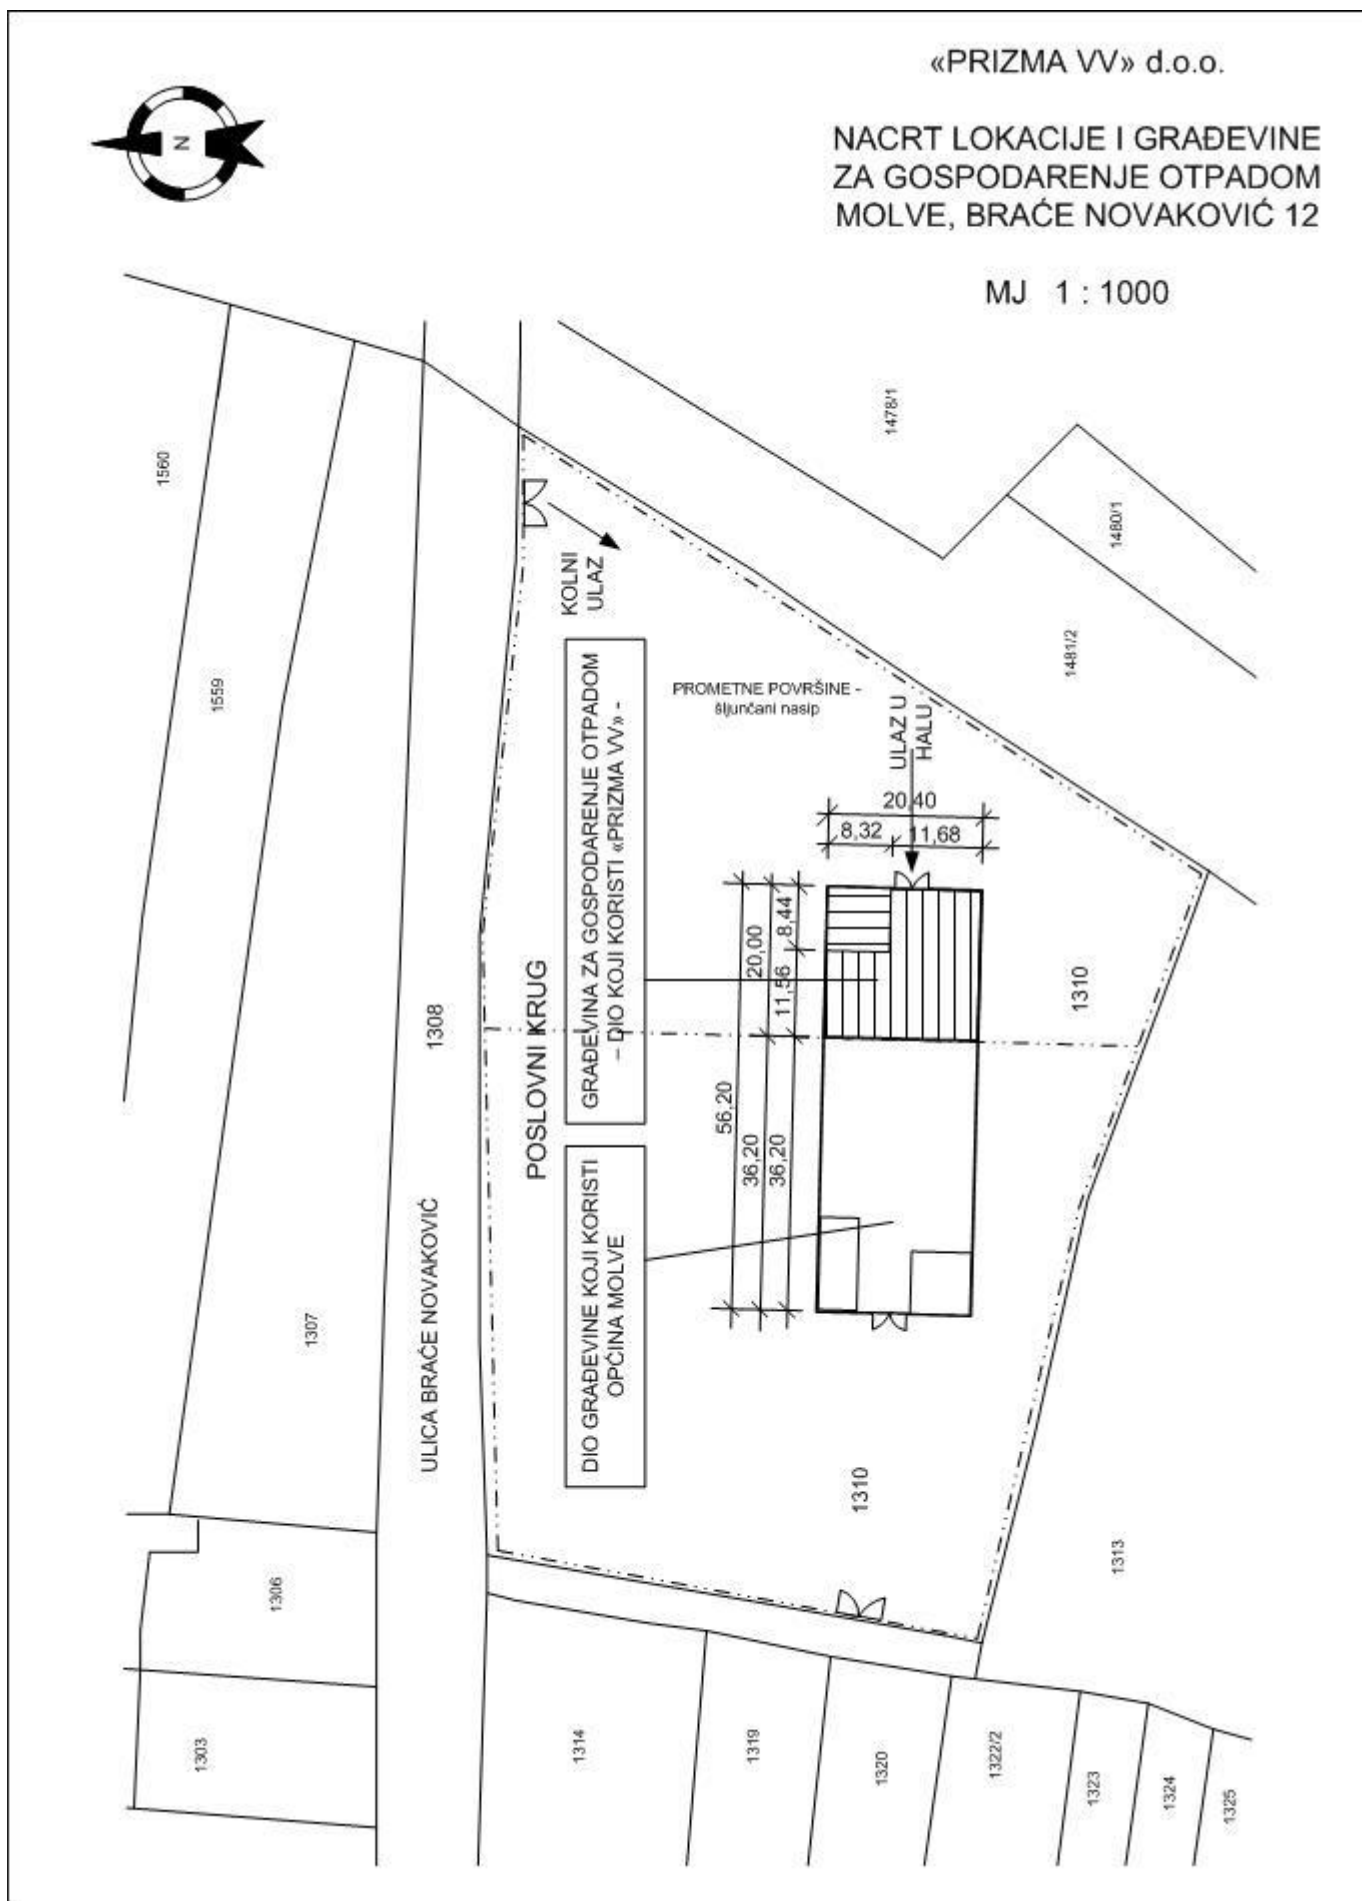 «PRIZMA VV» d.o.o.
NACRT LOKACIJE I GRAĐEVINE
ZA GOSPODARENJE OTPADOM
MOLVE, BRAĆE NOVAKOVIĆ 12
MJ 1 : 1000
N
1560
1559
1478/1
1480/1
1481/2
KOLNI
ULAZ
PROMETNE POVRŠINE -
šljunčani nasip
ULAZ U
HALU
GRAĐEVINA ZA GOSPODARENJE OTPADOM
– DIO KOJI KORISTI «PRIZMA VV» -
20,40
8,32
11,68
8,44
20,00
11,56
56,20
36,20
36,20
1310
1308
POSLOVNI KRUG
DIO GRAĐEVINE KOJI KORISTI
OPĆINA MOLVE
ULICA BRAĆE NOVAKOVIĆ
1307
1310
1313
1306
1303
1314
1319
1320
1322/2
1323
1324
1325